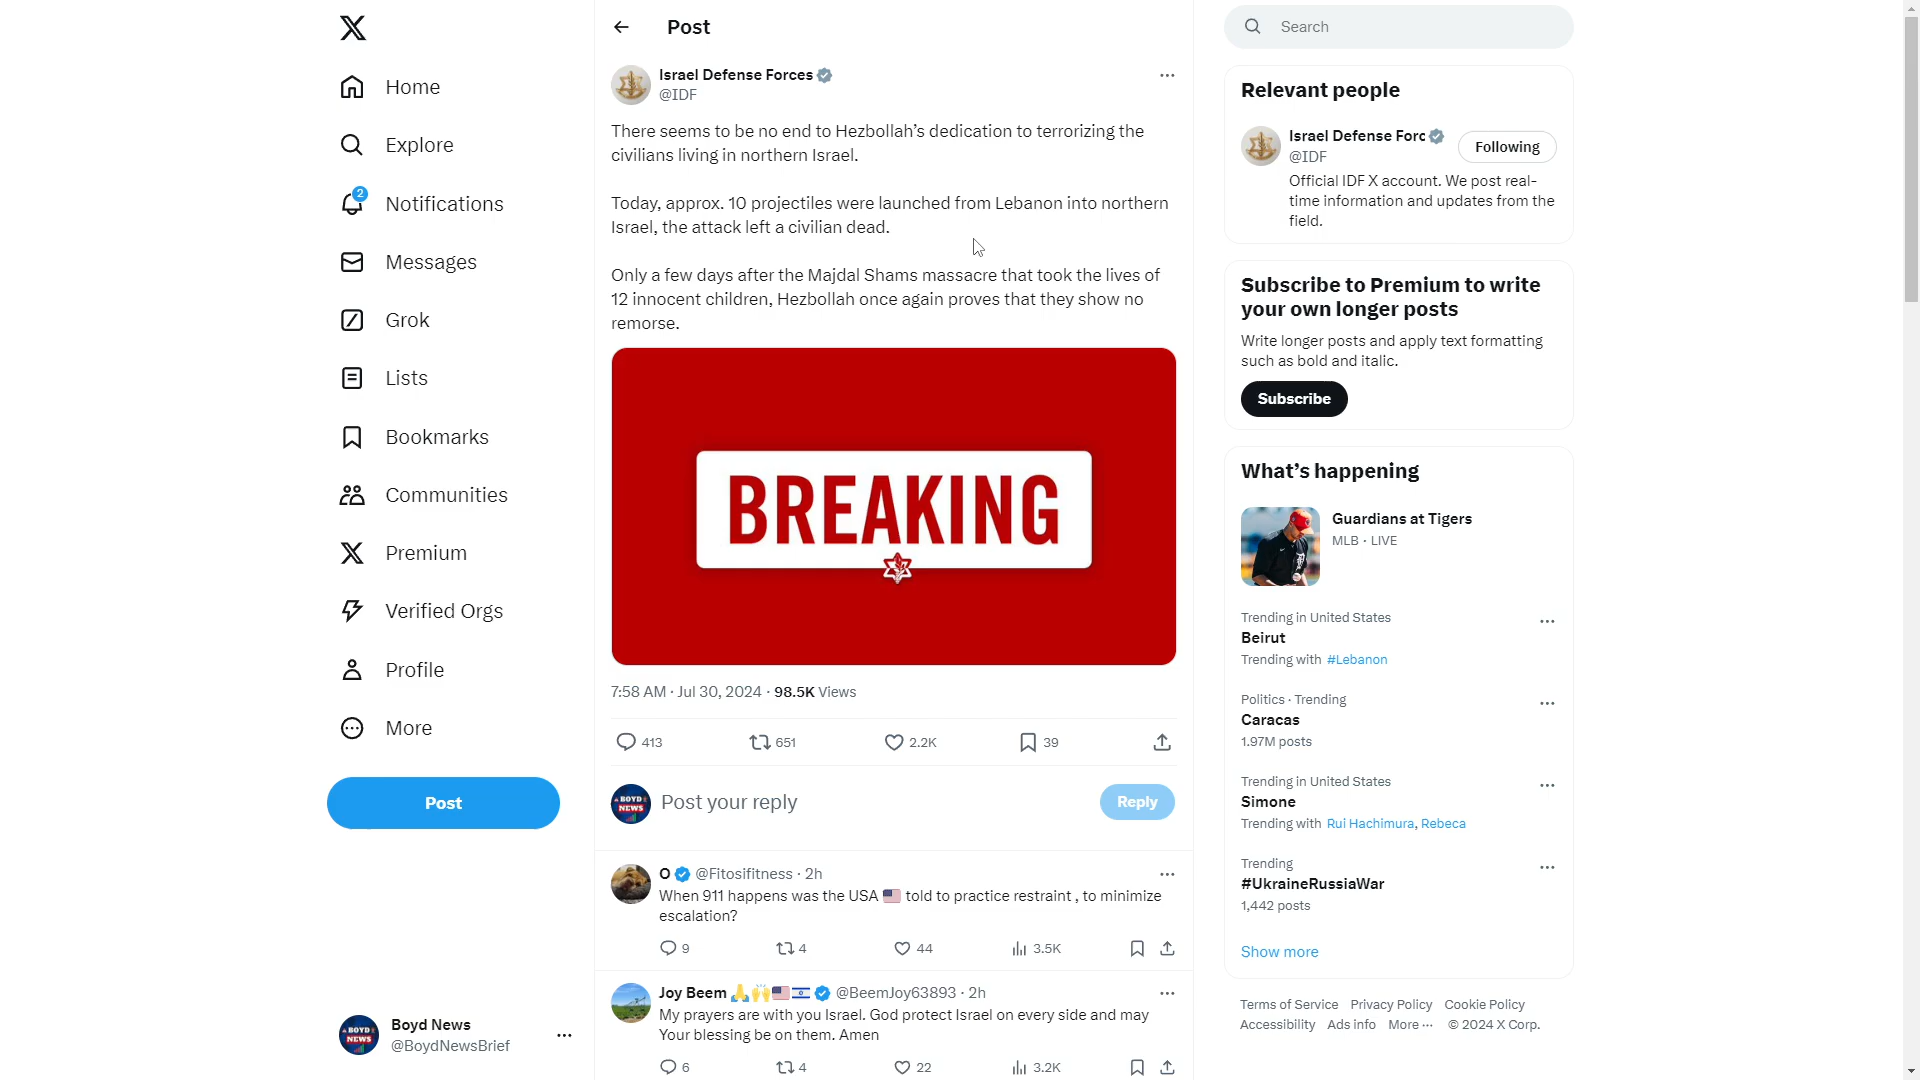 Home
Explore
2
Notifications
Messages
Grok
Lists
Bookmarks
Communities
Premium
Verified Orgs
Profile
More
Post
Boyd News
@BoydNewsBrief
Post
Israel Defense Forces
@IDF
There seems to be no end to Hezbollah’s dedication to terrorizing the
civilians living in northern Israel.
Today, approx. 10 projectiles were launched from Lebanon into northern
Israel, the attack left a civilian dead.
Only a few days after the Majdal Shams massacre that took the lives of
12 innocent children, Hezbollah once again proves that they show no
remorse.
BREAKING
7:58 AM · Jul 30, 2024 · 98.5K Views
413 651 2.2K 39
BOYD
NEWS
Post your reply
Reply
O @Fitosifitness · 2h
When 911 happens was the USA 🇺🇸 told to practice restraint , to minimize
escalation?
9 4 44 3.5K
Joy Beem 🙏🙌🇺🇸🇮🇱 @BeemJoy63893 · 2h
My prayers are with you Israel. God protect Israel on every side and may
Your blessing be on them. Amen
6 4 22 3.2K
Search
Relevant people
Israel Defense Forc
@IDF
Following
Official IDF X account. We post real-
time information and updates from the
field.
Subscribe to Premium to write
your own longer posts
Write longer posts and apply text formatting
such as bold and italic.
Subscribe
What’s happening
Guardians at Tigers
MLB · LIVE
Trending in United States
Beirut
Trending with #Lebanon
Politics · Trending
Caracas
1.97M posts
Trending in United States
Simone
Trending with Rui Hachimura, Rebeca
Trending
#UkraineRussiaWar
1,442 posts
Show more
Terms of Service Privacy Policy Cookie Policy
Accessibility Ads info More ··· © 2024 X Corp.
BOYD
NEWS